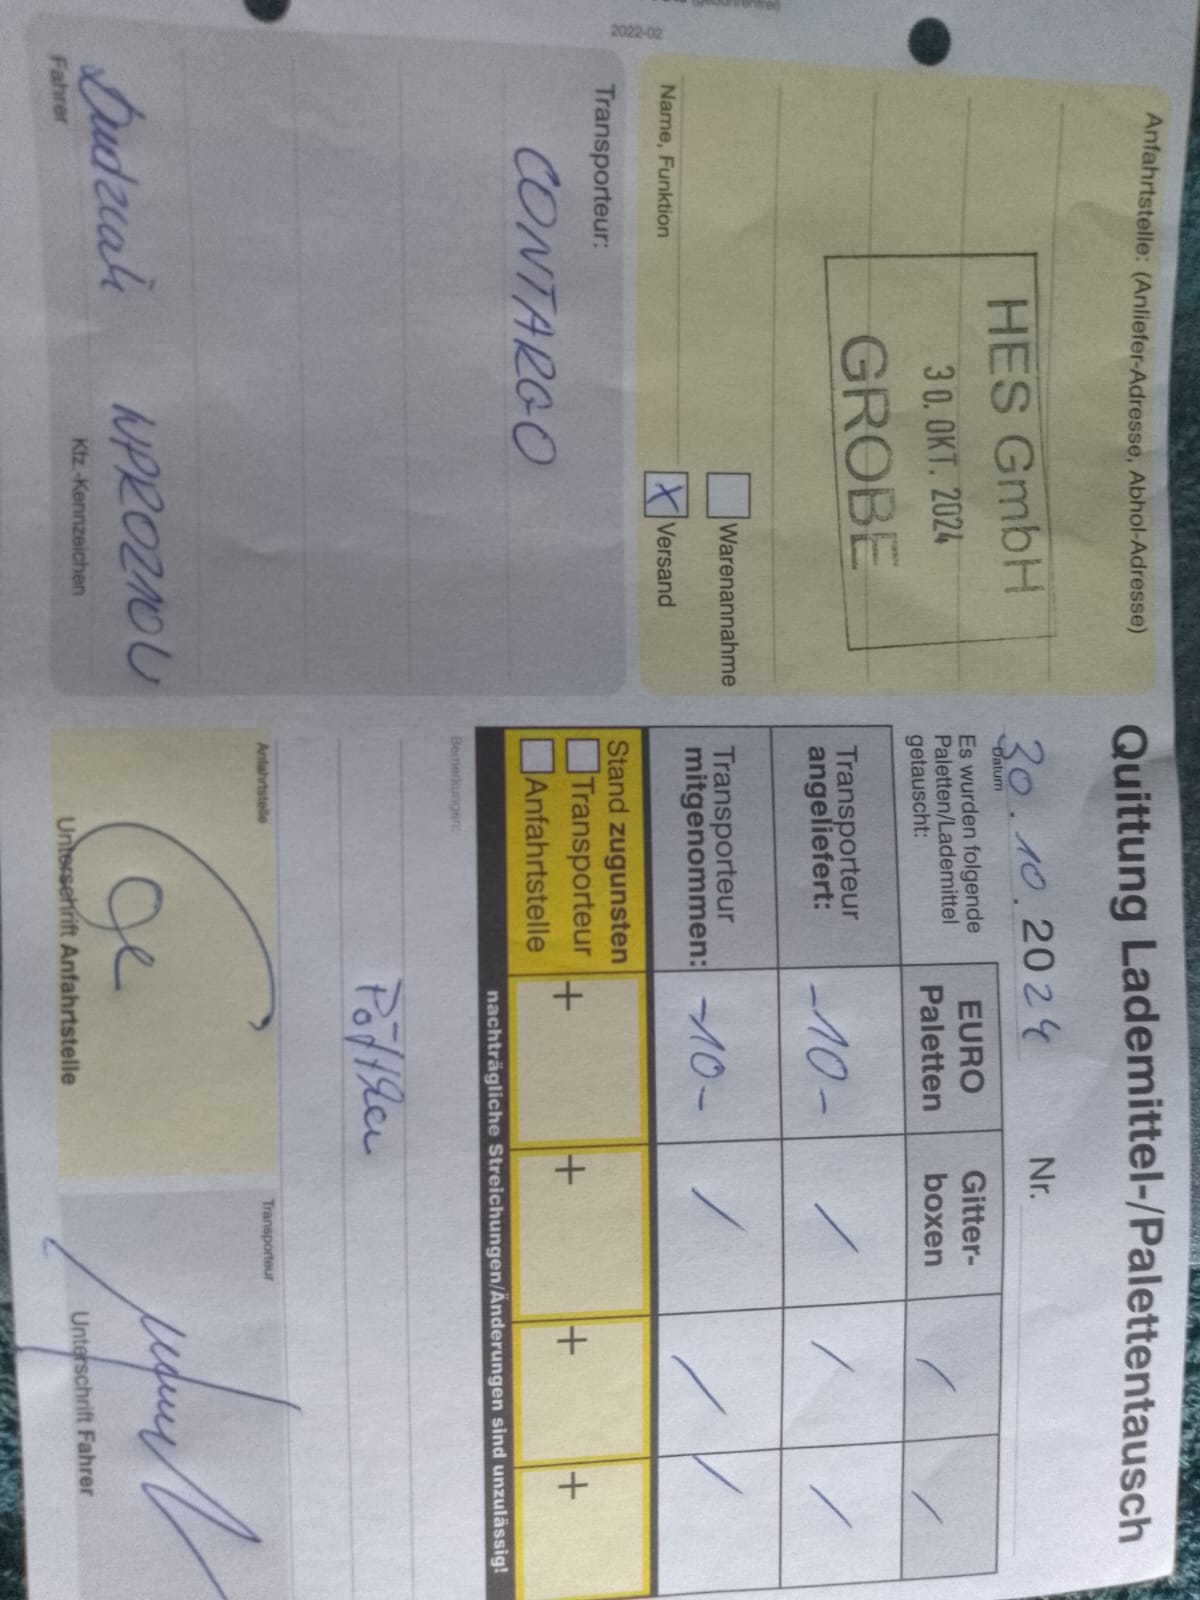 (gebührenfrei)
2022-02
Anfahrtstelle: (Anliefer-Adresse, Abhol-Adresse)
HES GmbH
30. OKT. 2024
GROBE
Warenannahme
Name, Funktion
X Versand
Transporteur:
CONTARGO
Fahrer
Kfz.-Kennzeichen
Quittung Lademittel-/Palettentausch
30.10.2024 Nr.
Datum
Es wurden folgende
Paletten/Lademittel
getauscht:
EURO
Paletten
Gitter-
boxen
/ /
Transporteur
angeliefert:
-10- / / /
Transporteur
mitgenommen:
-10- / / /
Stand zugunsten
Transporteur
Anfahrtstelle
+ + + +
nachträgliche Streichungen/Änderungen sind unzulässig!
Bemerkungen:
Anfahrtstelle
Unterschrift Anfahrtstelle
Transporteur
Unterschrift Fahrer